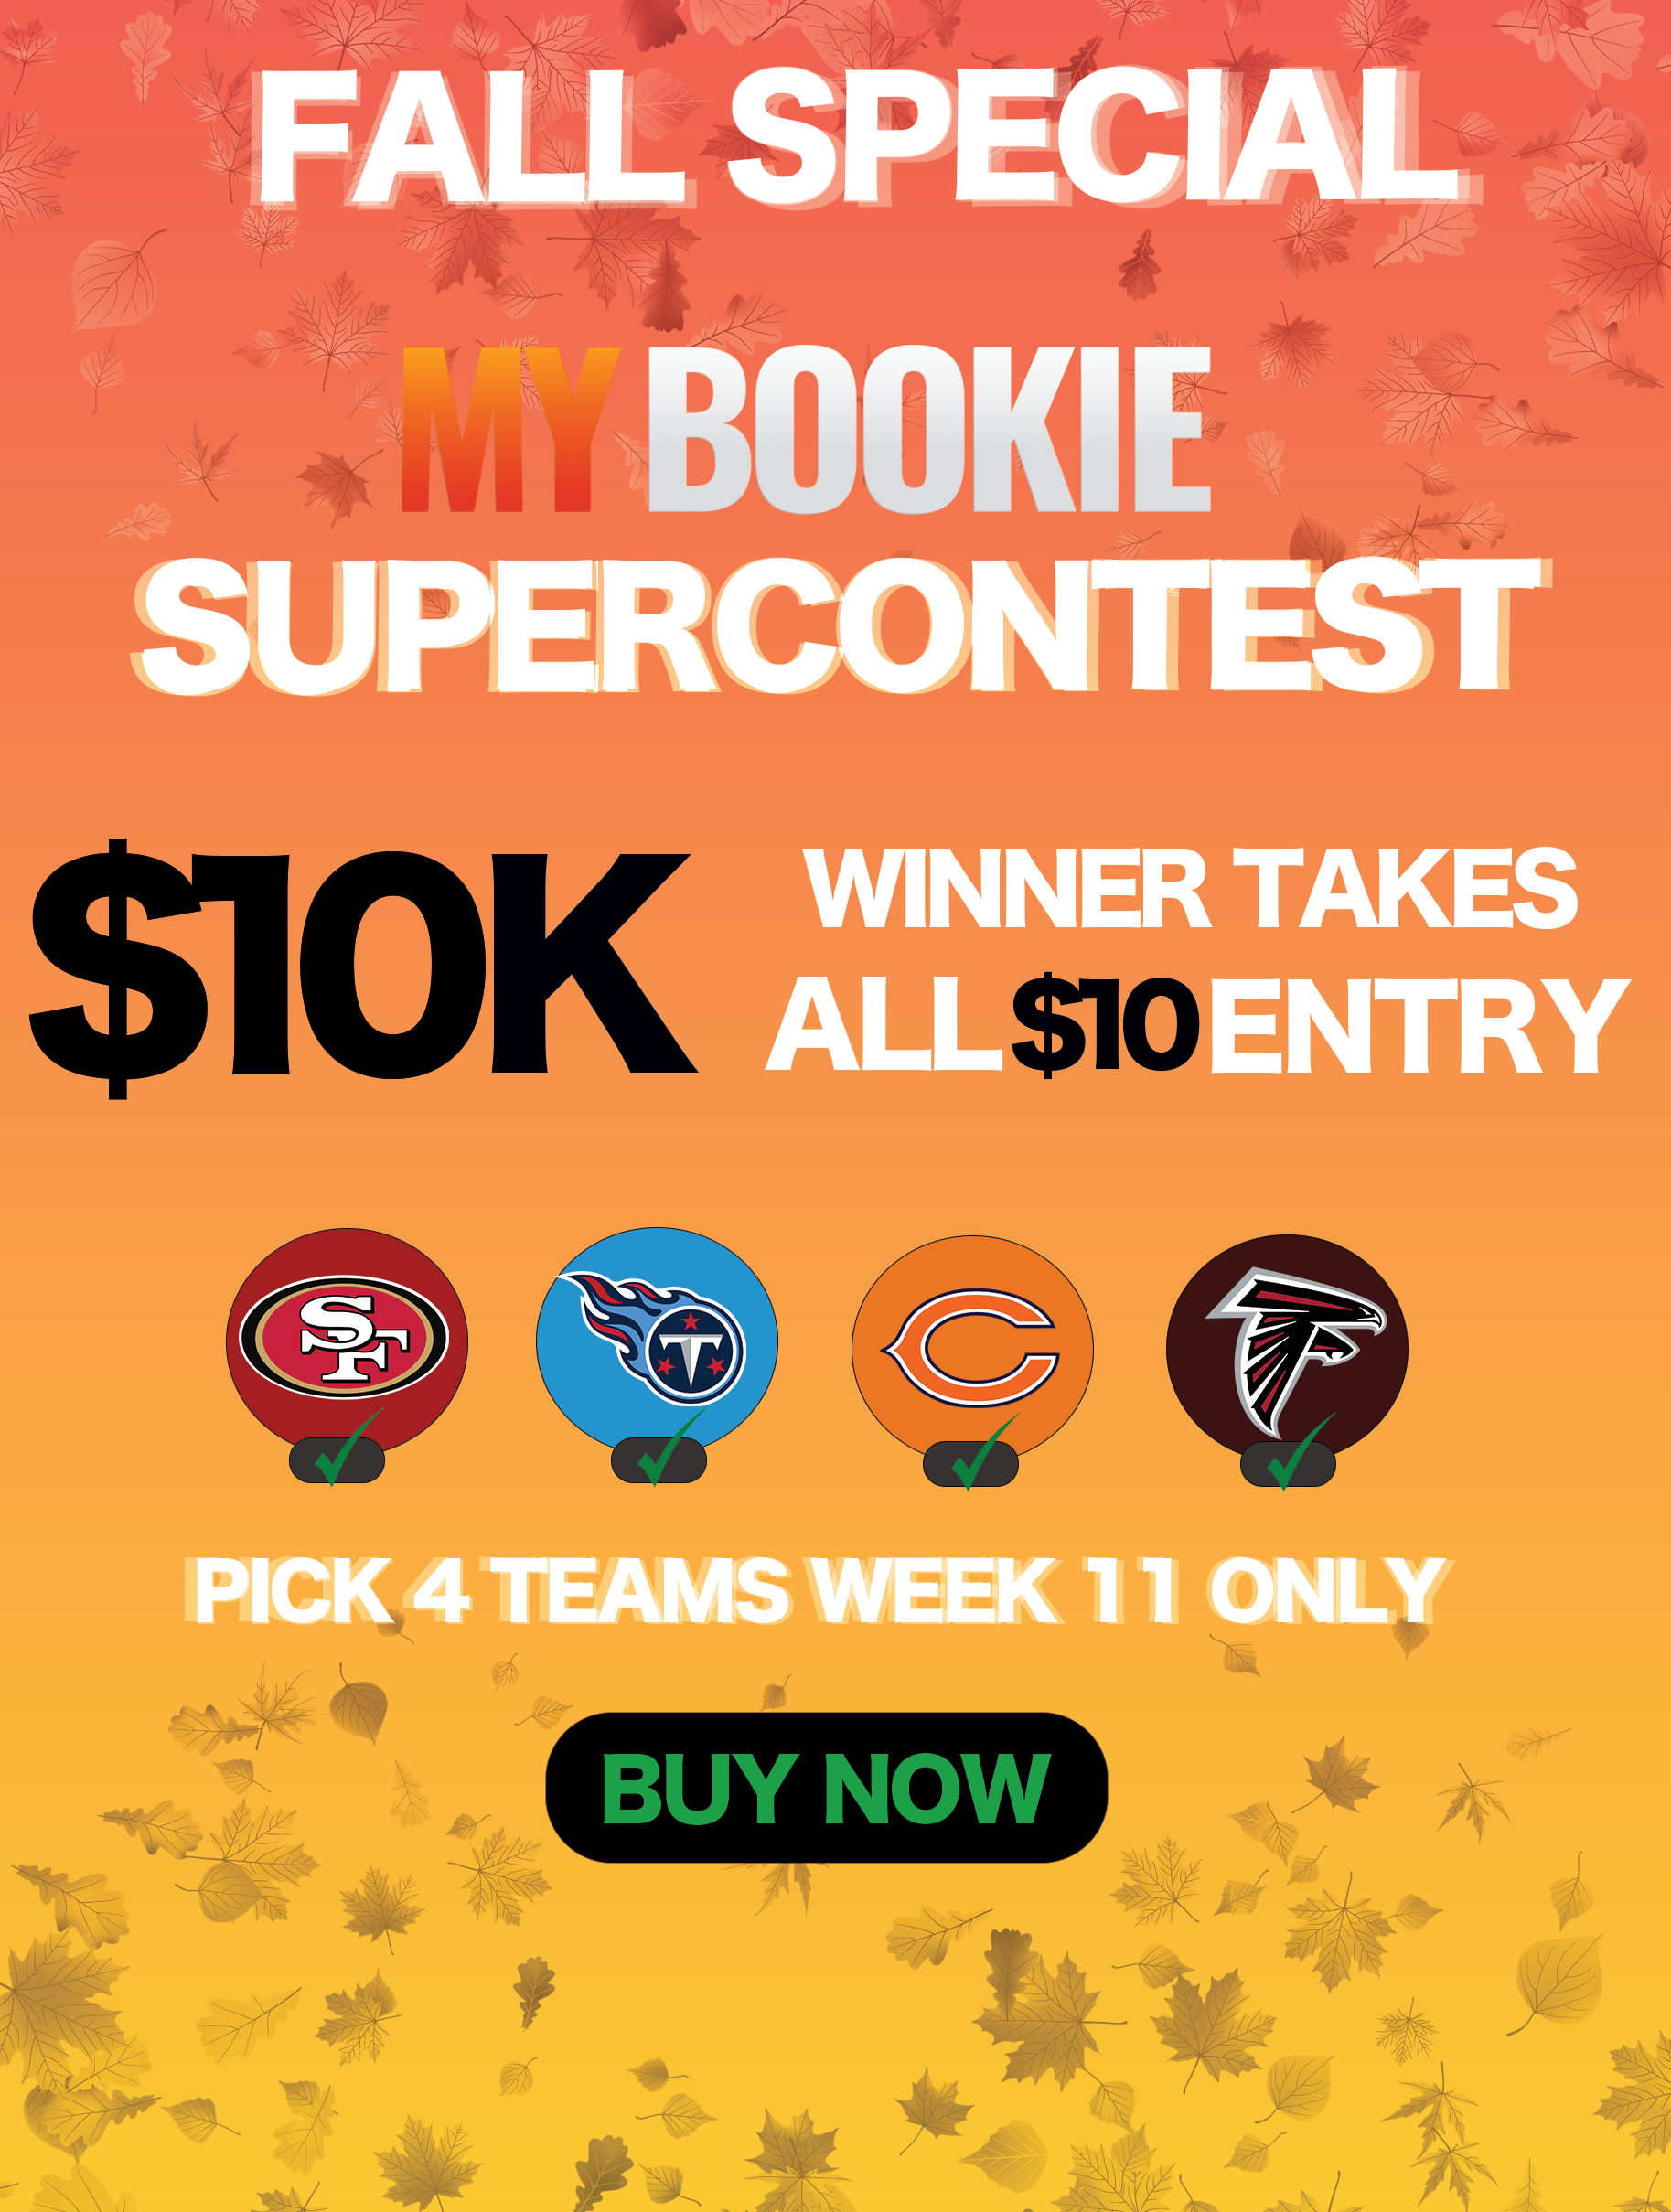 FALL SPECIAL
MY BOOKIE
SUPERCONTEST
$10K
WINNER TAKES
ALL $10 ENTRY
SF
T
C
PICK 4 TEAMS WEEK 11 ONLY
BUY NOW